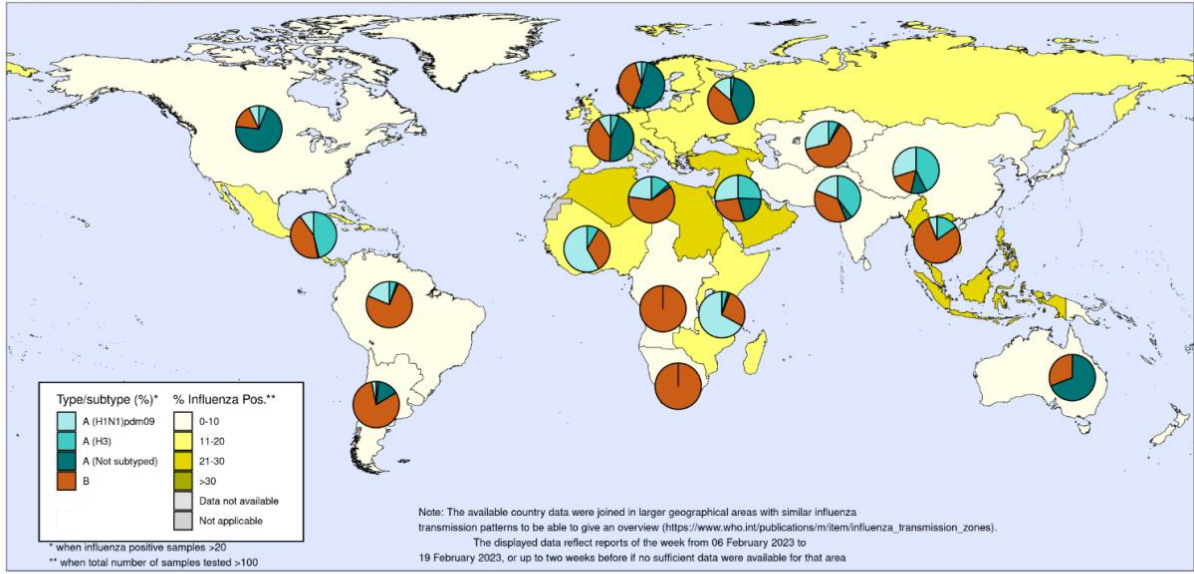 Type/subtype (%)*
A (H1N1)pdm09
A (H3)
A (Not subtyped)
B
% Influenza Pos.**
0-10
11-20
21-30
>30
Data not available
Not applicable
* when influenza positive samples >20
** when total number of samples tested >100
Note: The available country data were joined in larger geographical areas with similar influenza
transmission patterns to be able to give an overview (https://www.who.int/publications/m/item/influenza_transmission_zones).
The displayed data reflect reports of the week from 06 February 2023 to
19 February 2023, or up to two weeks before if no sufficient data were available for that area